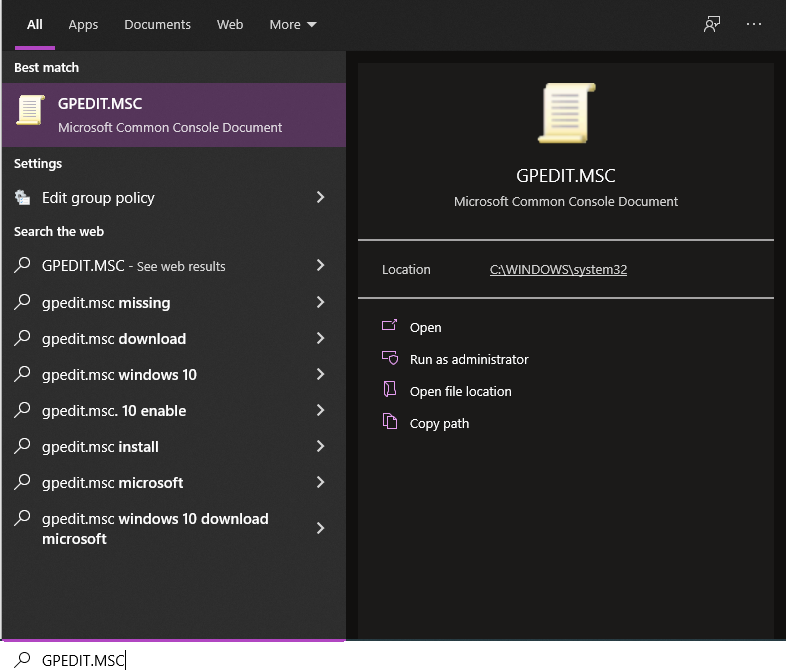 All Apps Documents Web More
Best match
GPEDIT.MSC
Microsoft Common Console Document
Settings
Edit group policy
Search the web
GPEDIT.MSC - See web results
gpedit.msc missing
gpedit.msc download
gpedit.msc windows 10
gpedit.msc. 10 enable
gpedit.msc install
gpedit.msc microsoft
gpedit.msc windows 10 download
microsoft
GPEDIT.MSC
Microsoft Common Console Document
Location C:\WINDOWS\system32
Open
Run as administrator
Open file location
Copy path
GPEDIT.MSC